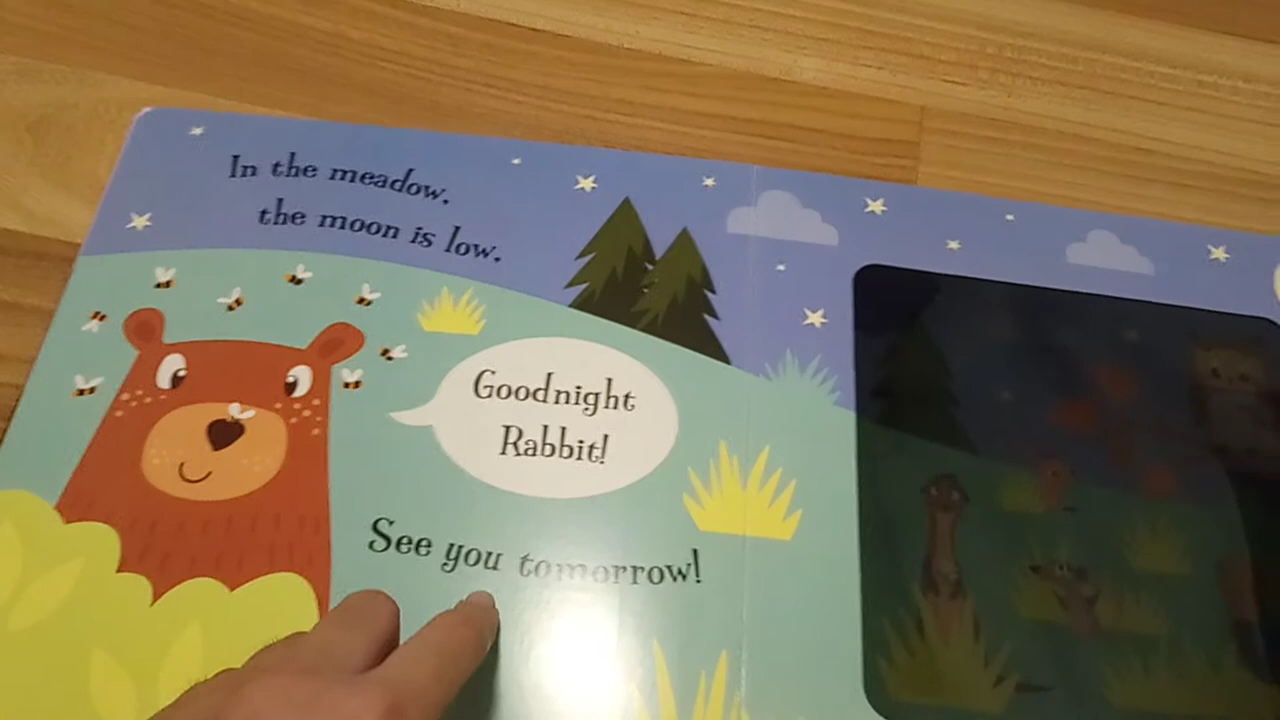 In the meadow,
the moon is low.
Goodnight
Rabbit!
See you tomorrow!